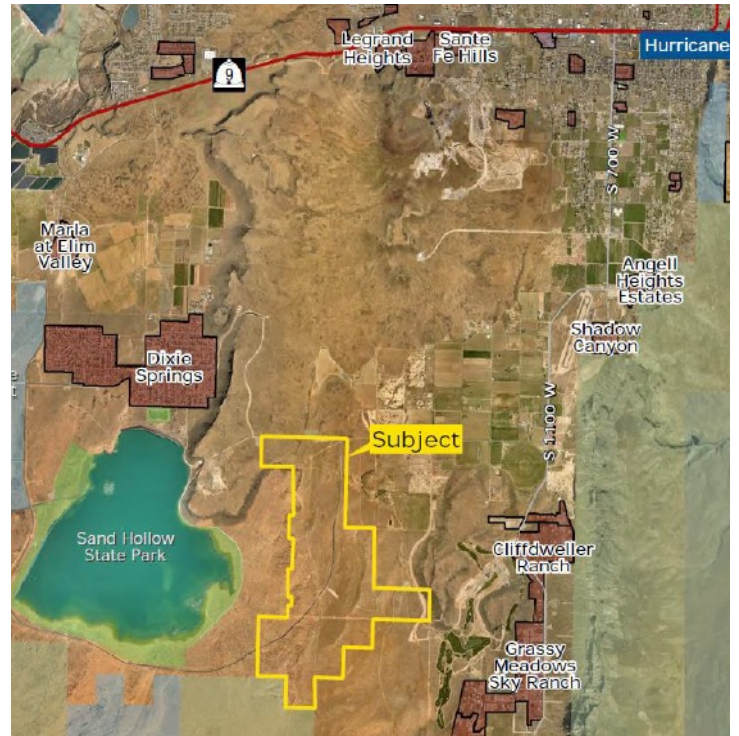 Legrand
Heights
Sante
Fe Hills
Hurricane
9
S 700 W
Marla
at Elim
Valley
Angell
Heights
Estates
Shadow
Canyon
Dixie
Springs
S 1100 W
Subject
Sand Hollow
State Park
Cliffdweller
Ranch
Grassy
Meadows
Sky Ranch